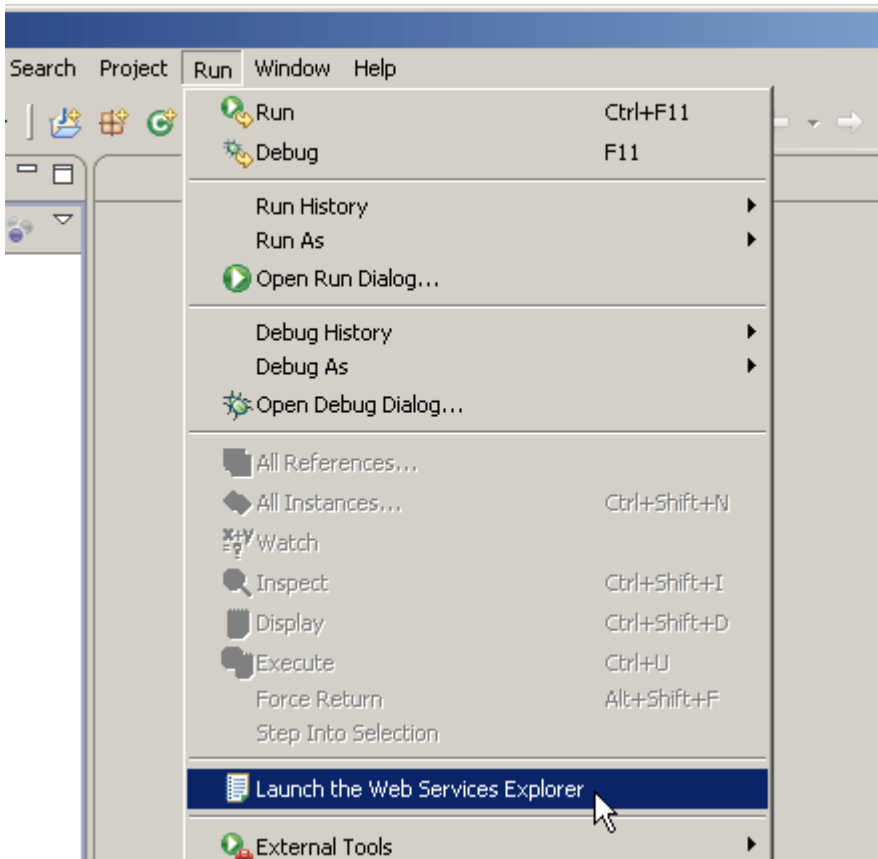 Search Project Run Window Help
Run Ctrl+F11
Debug F11
Run History
Run As
Open Run Dialog...
Debug History
Debug As
Open Debug Dialog...
All References...
All Instances... Ctrl+Shift+N
x+y
=?
Watch
Inspect Ctrl+Shift+I
Display Ctrl+Shift+D
Execute Ctrl+U
Force Return Alt+Shift+F
Step Into Selection
Launch the Web Services Explorer
External Tools